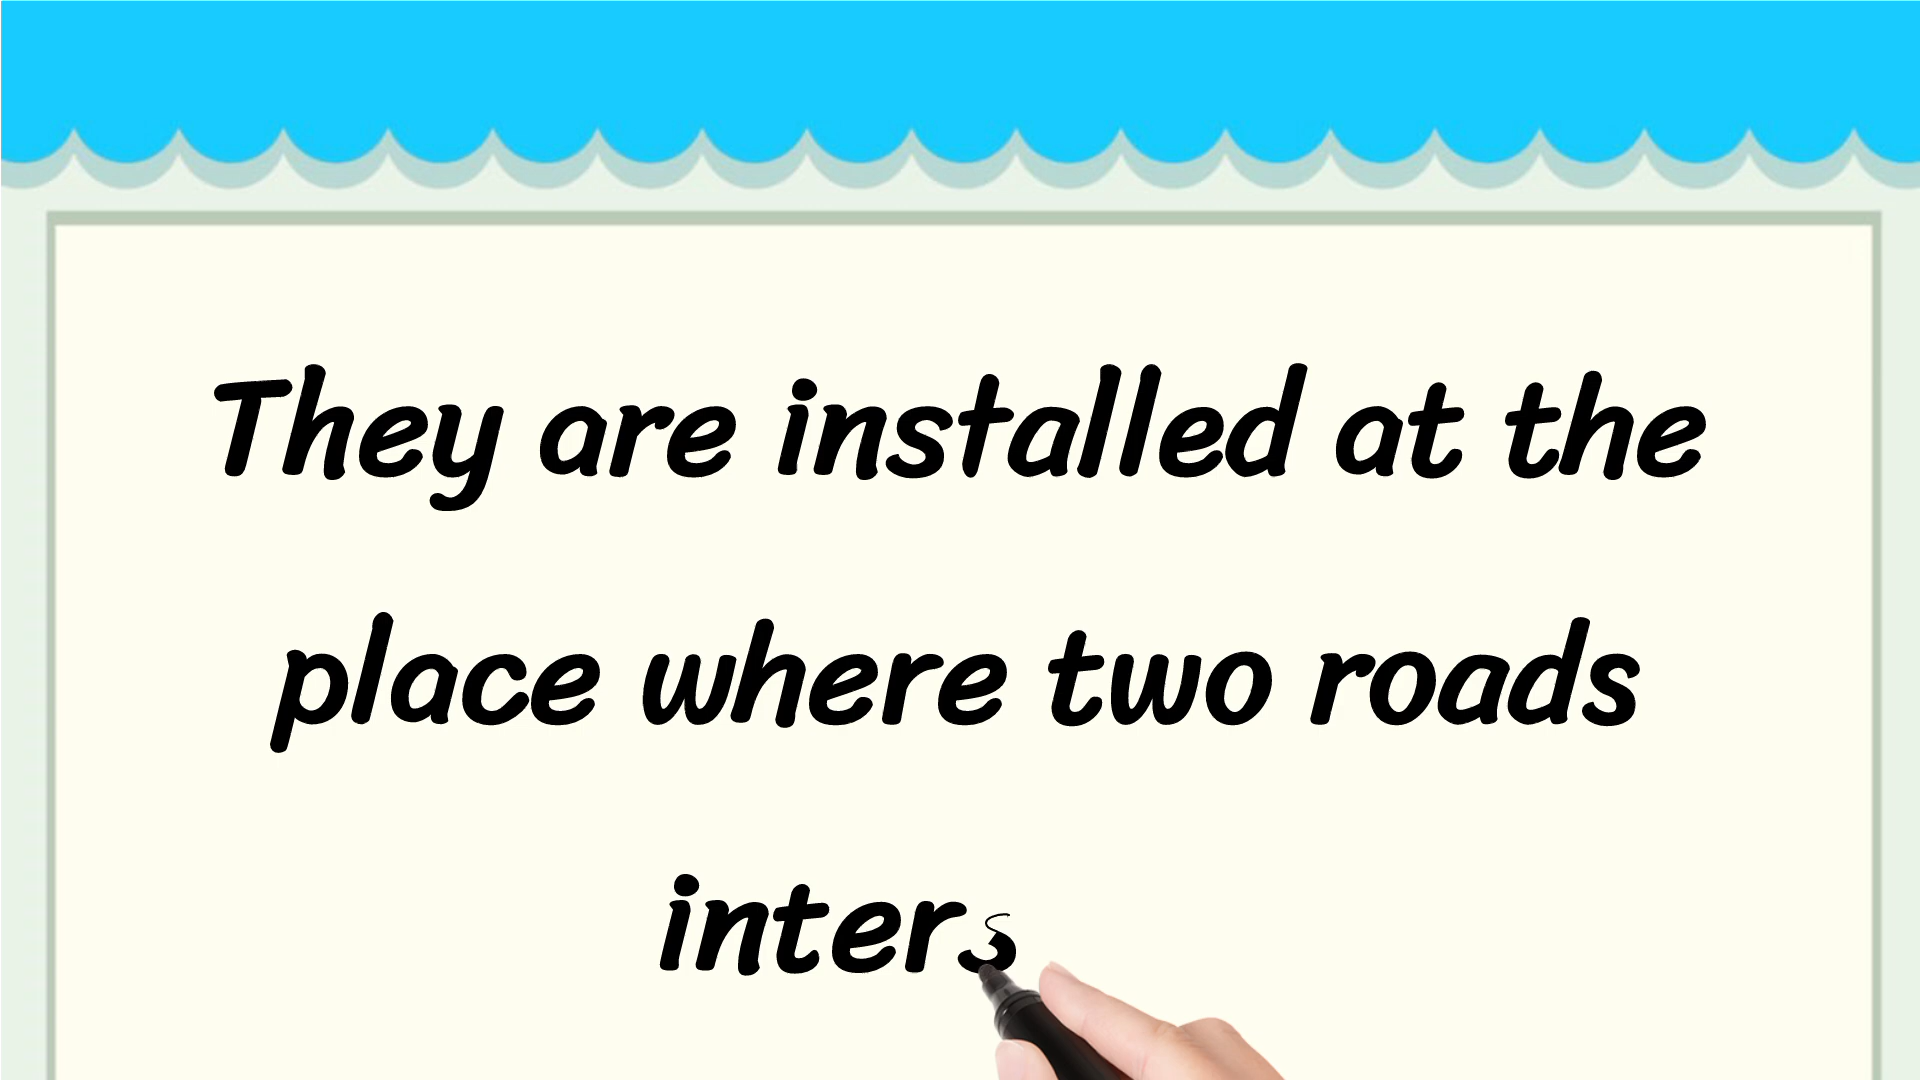 They are installed at the
place where two roads
inters